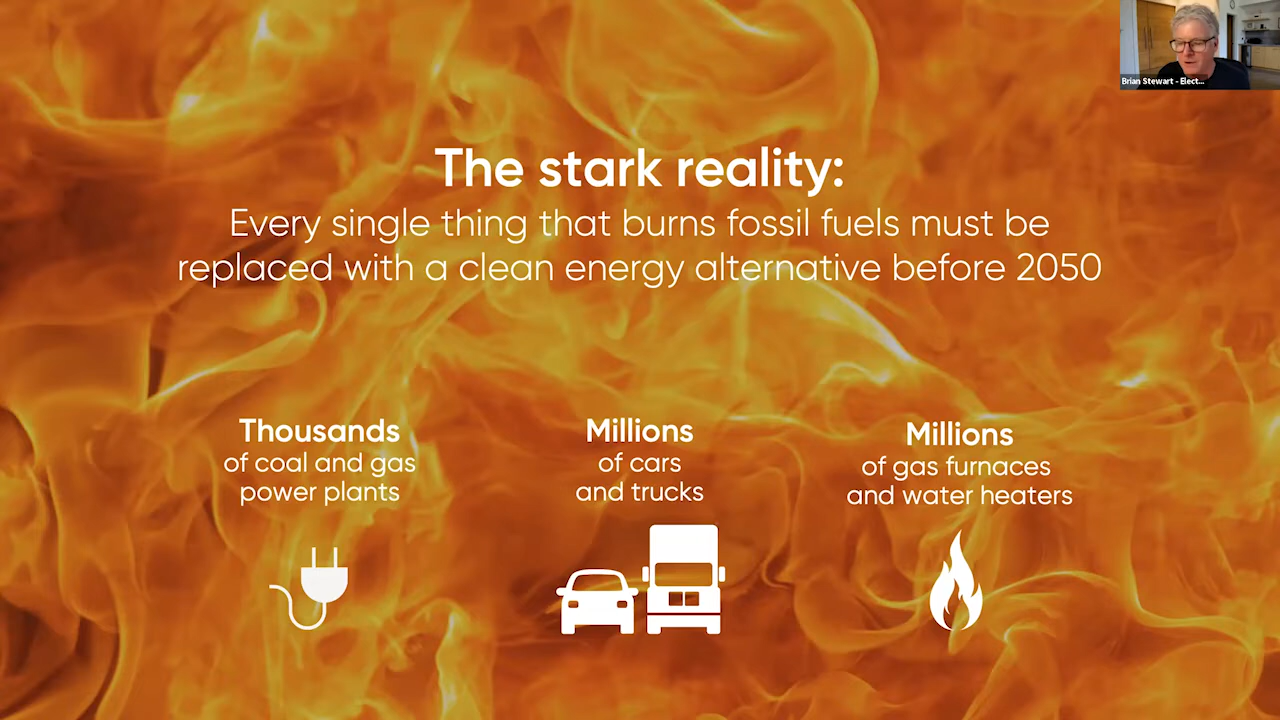 Brian Stewart - Elect...
The stark reality:
Every single thing that burns fossil fuels must be
replaced with a clean energy alternative before 2050
Thousands
of coal and gas
power plants
Millions
of cars
and trucks
Millions
of gas furnaces
and water heaters